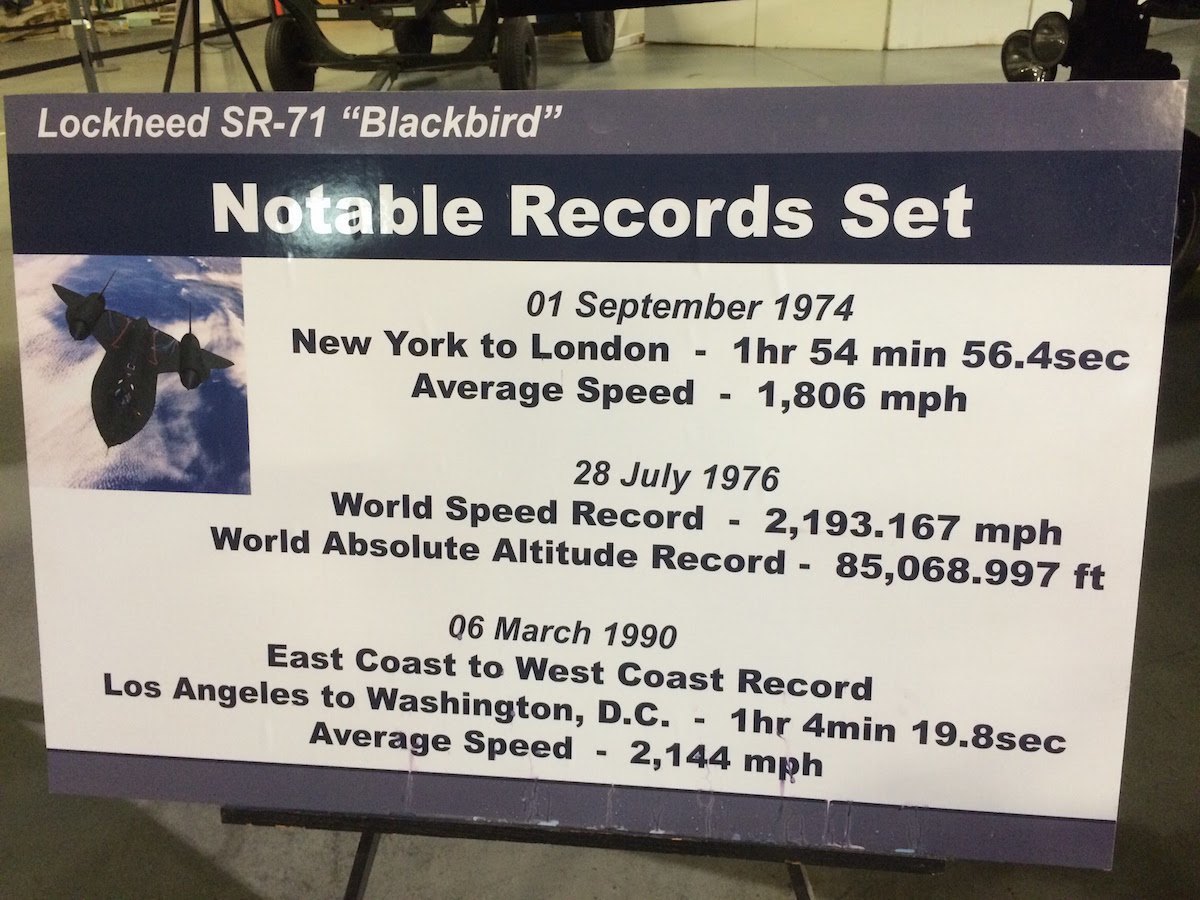 Lockheed SR-71 “Blackbird”
Notable Records Set
01 September 1974
New York to London - 1hr 54 min 56.4sec
Average Speed - 1,806 mph
28 July 1976
World Speed Record - 2,193.167 mph
World Absolute Altitude Record - 85,068.997 ft
06 March 1990
East Coast to West Coast Record
Los Angeles to Washington, D.C. - 1hr 4min 19.8sec
Average Speed - 2,144 mph